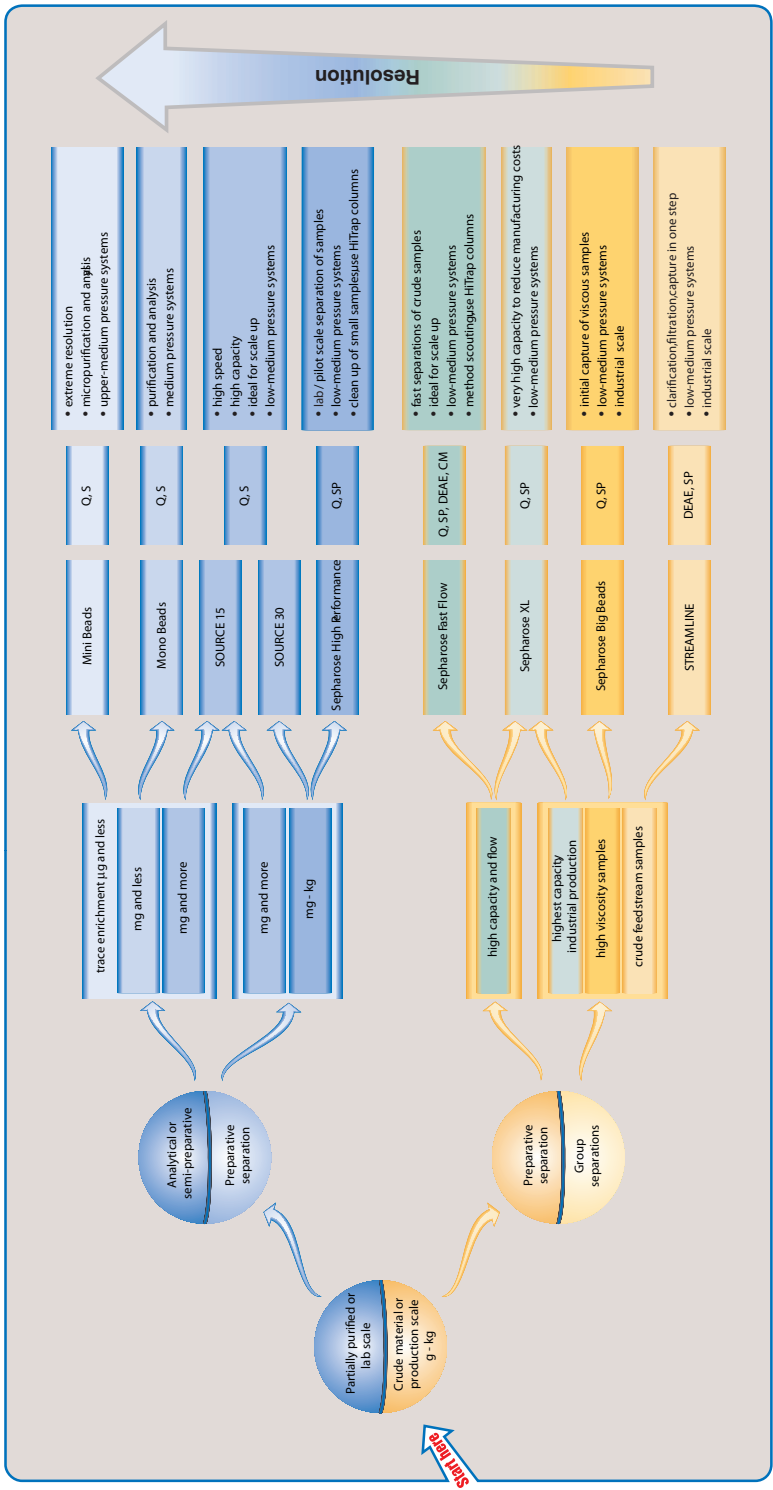 Start here
Partially purified or
lab scale
Crude material or
production scale
g - kg
Analytical or
semi-preparative
Preparative
separation
Preparative
separation
Group
separations
trace enrichment µg and less
mg and less
mg and more
mg and more
mg - kg
high capacity and flow
highest capacity
industrial production
high viscosity samples
crude feedstream samples
Mini Beads
Mono Beads
SOURCE 15
SOURCE 30
Sepharose High Performance
Sepharose Fast Flow
Sepharose XL
Sepharose Big Beads
STREAMLINE
Q, S
Q, S
Q, S
Q, SP
Q, SP, DEAE, CM
Q, SP
Q, SP
DEAE, SP
• extreme resolution
• micropurification and analysis
• upper-medium pressure systems
• purification and analysis
• medium pressure systems
• high speed
• high capacity
• ideal for scale up
• low-medium pressure systems
• lab / pilot scale separation of samples
• low-medium pressure systems
• clean up of small samples, use HiTrap columns
• fast separations of crude samples
• ideal for scale up
• low-medium pressure systems
• method scouting, use HiTrap columns
• very high capacity to reduce manufacturing costs
• low-medium pressure systems
• initial capture of viscous samples
• low-medium pressure systems
• industrial scale
• clarification, filtration, capture in one step
• low-medium pressure systems
• industrial scale
Resolution